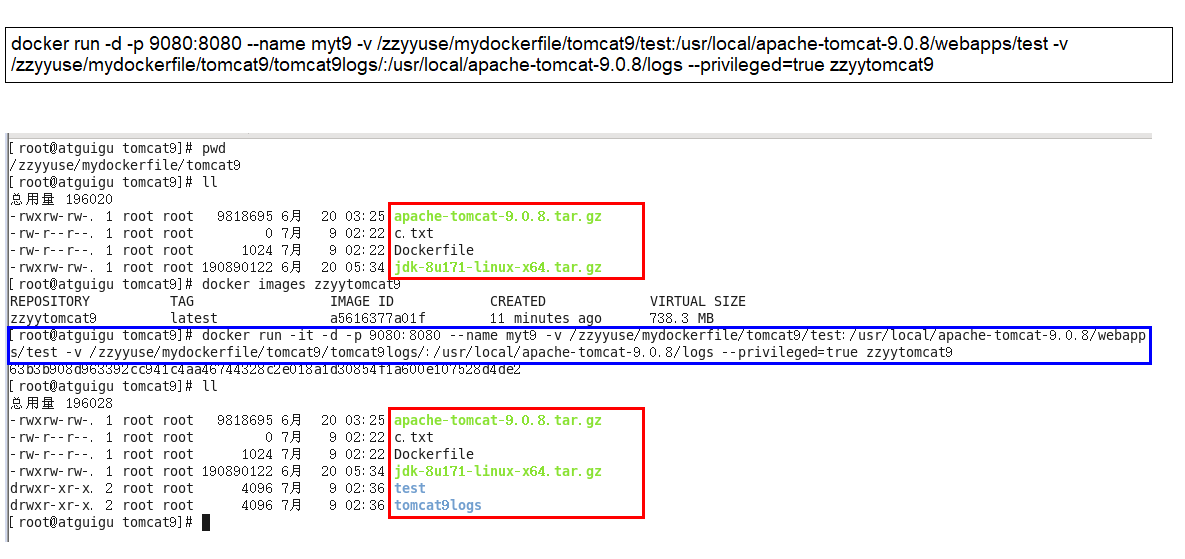 docker run -d -p 9080:8080 --name myt9 -v /zzyyuse/mydockerfile/tomcat9/test:/usr/local/apache-tomcat-9.0.8/webapps/test -v
/zzyyuse/mydockerfile/tomcat9/tomcat9logs/:/usr/local/apache-tomcat-9.0.8/logs --privileged=true zzyytomcat9
[root@atguigu tomcat9]# pwd
/zzyyuse/mydockerfile/tomcat9
[root@atguigu tomcat9]# ll
总用量 196020
-rwxrw-rw-. 1 root root 9818695 6月 20 03:25 apache-tomcat-9.0.8.tar.gz
-rw-r--r--. 1 root root 0 7月 9 02:22 c.txt
-rw-r--r--. 1 root root 1024 7月 9 02:22 Dockerfile
-rwxrw-rw-. 1 root root 190890122 6月 20 05:34 jdk-8u171-linux-x64.tar.gz
[root@atguigu tomcat9]# docker images zzyytomcat9
REPOSITORY TAG IMAGE ID CREATED VIRTUAL SIZE
zzyytomcat9 latest a5616377a01f 11 minutes ago 738.3 MB
[root@atguigu tomcat9]# docker run -it -d -p 9080:8080 --name myt9 -v /zzyyuse/mydockerfile/tomcat9/test:/usr/local/apache-tomcat-9.0.8/webapp
s/test -v /zzyyuse/mydockerfile/tomcat9/tomcat9logs/:/usr/local/apache-tomcat-9.0.8/logs --privileged=true zzyytomcat9
63b3b908d963392cc941c4aa46744328c2e018a1d30854f1a600e107528d4de2
[root@atguigu tomcat9]# ll
总用量 196028
-rwxrw-rw-. 1 root root 9818695 6月 20 03:25 apache-tomcat-9.0.8.tar.gz
-rw-r--r--. 1 root root 0 7月 9 02:22 c.txt
-rw-r--r--. 1 root root 1024 7月 9 02:22 Dockerfile
-rwxrw-rw-. 1 root root 190890122 6月 20 05:34 jdk-8u171-linux-x64.tar.gz
drwxr-xr-x. 2 root root 4096 7月 9 02:36 test
drwxr-xr-x. 2 root root 4096 7月 9 02:36 tomcat9logs
[root@atguigu tomcat9]#